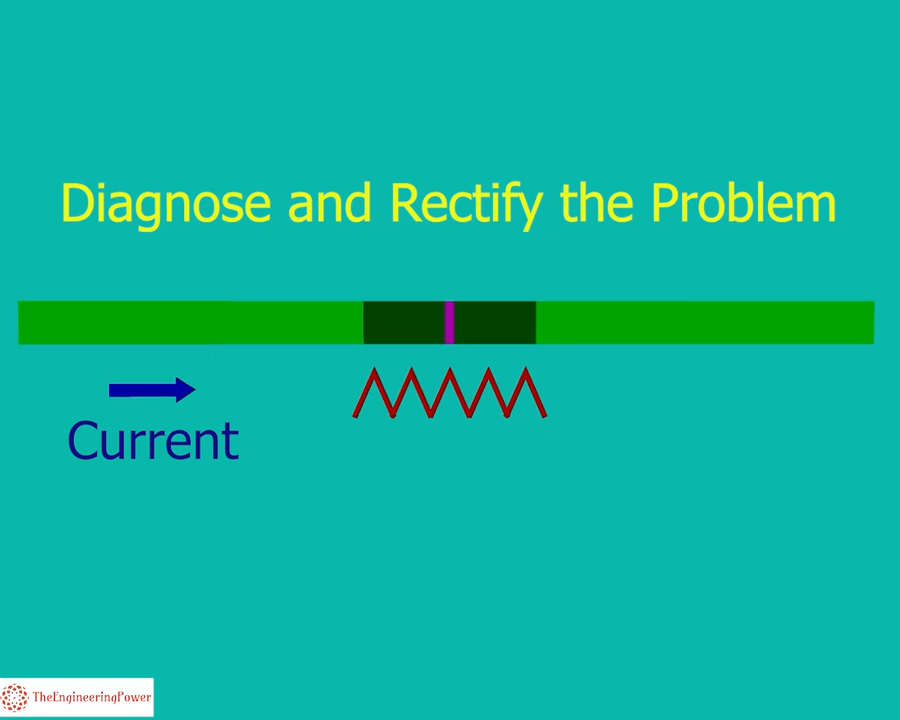 Diagnose and Rectify the Problem
Current
TheEngineeringPower